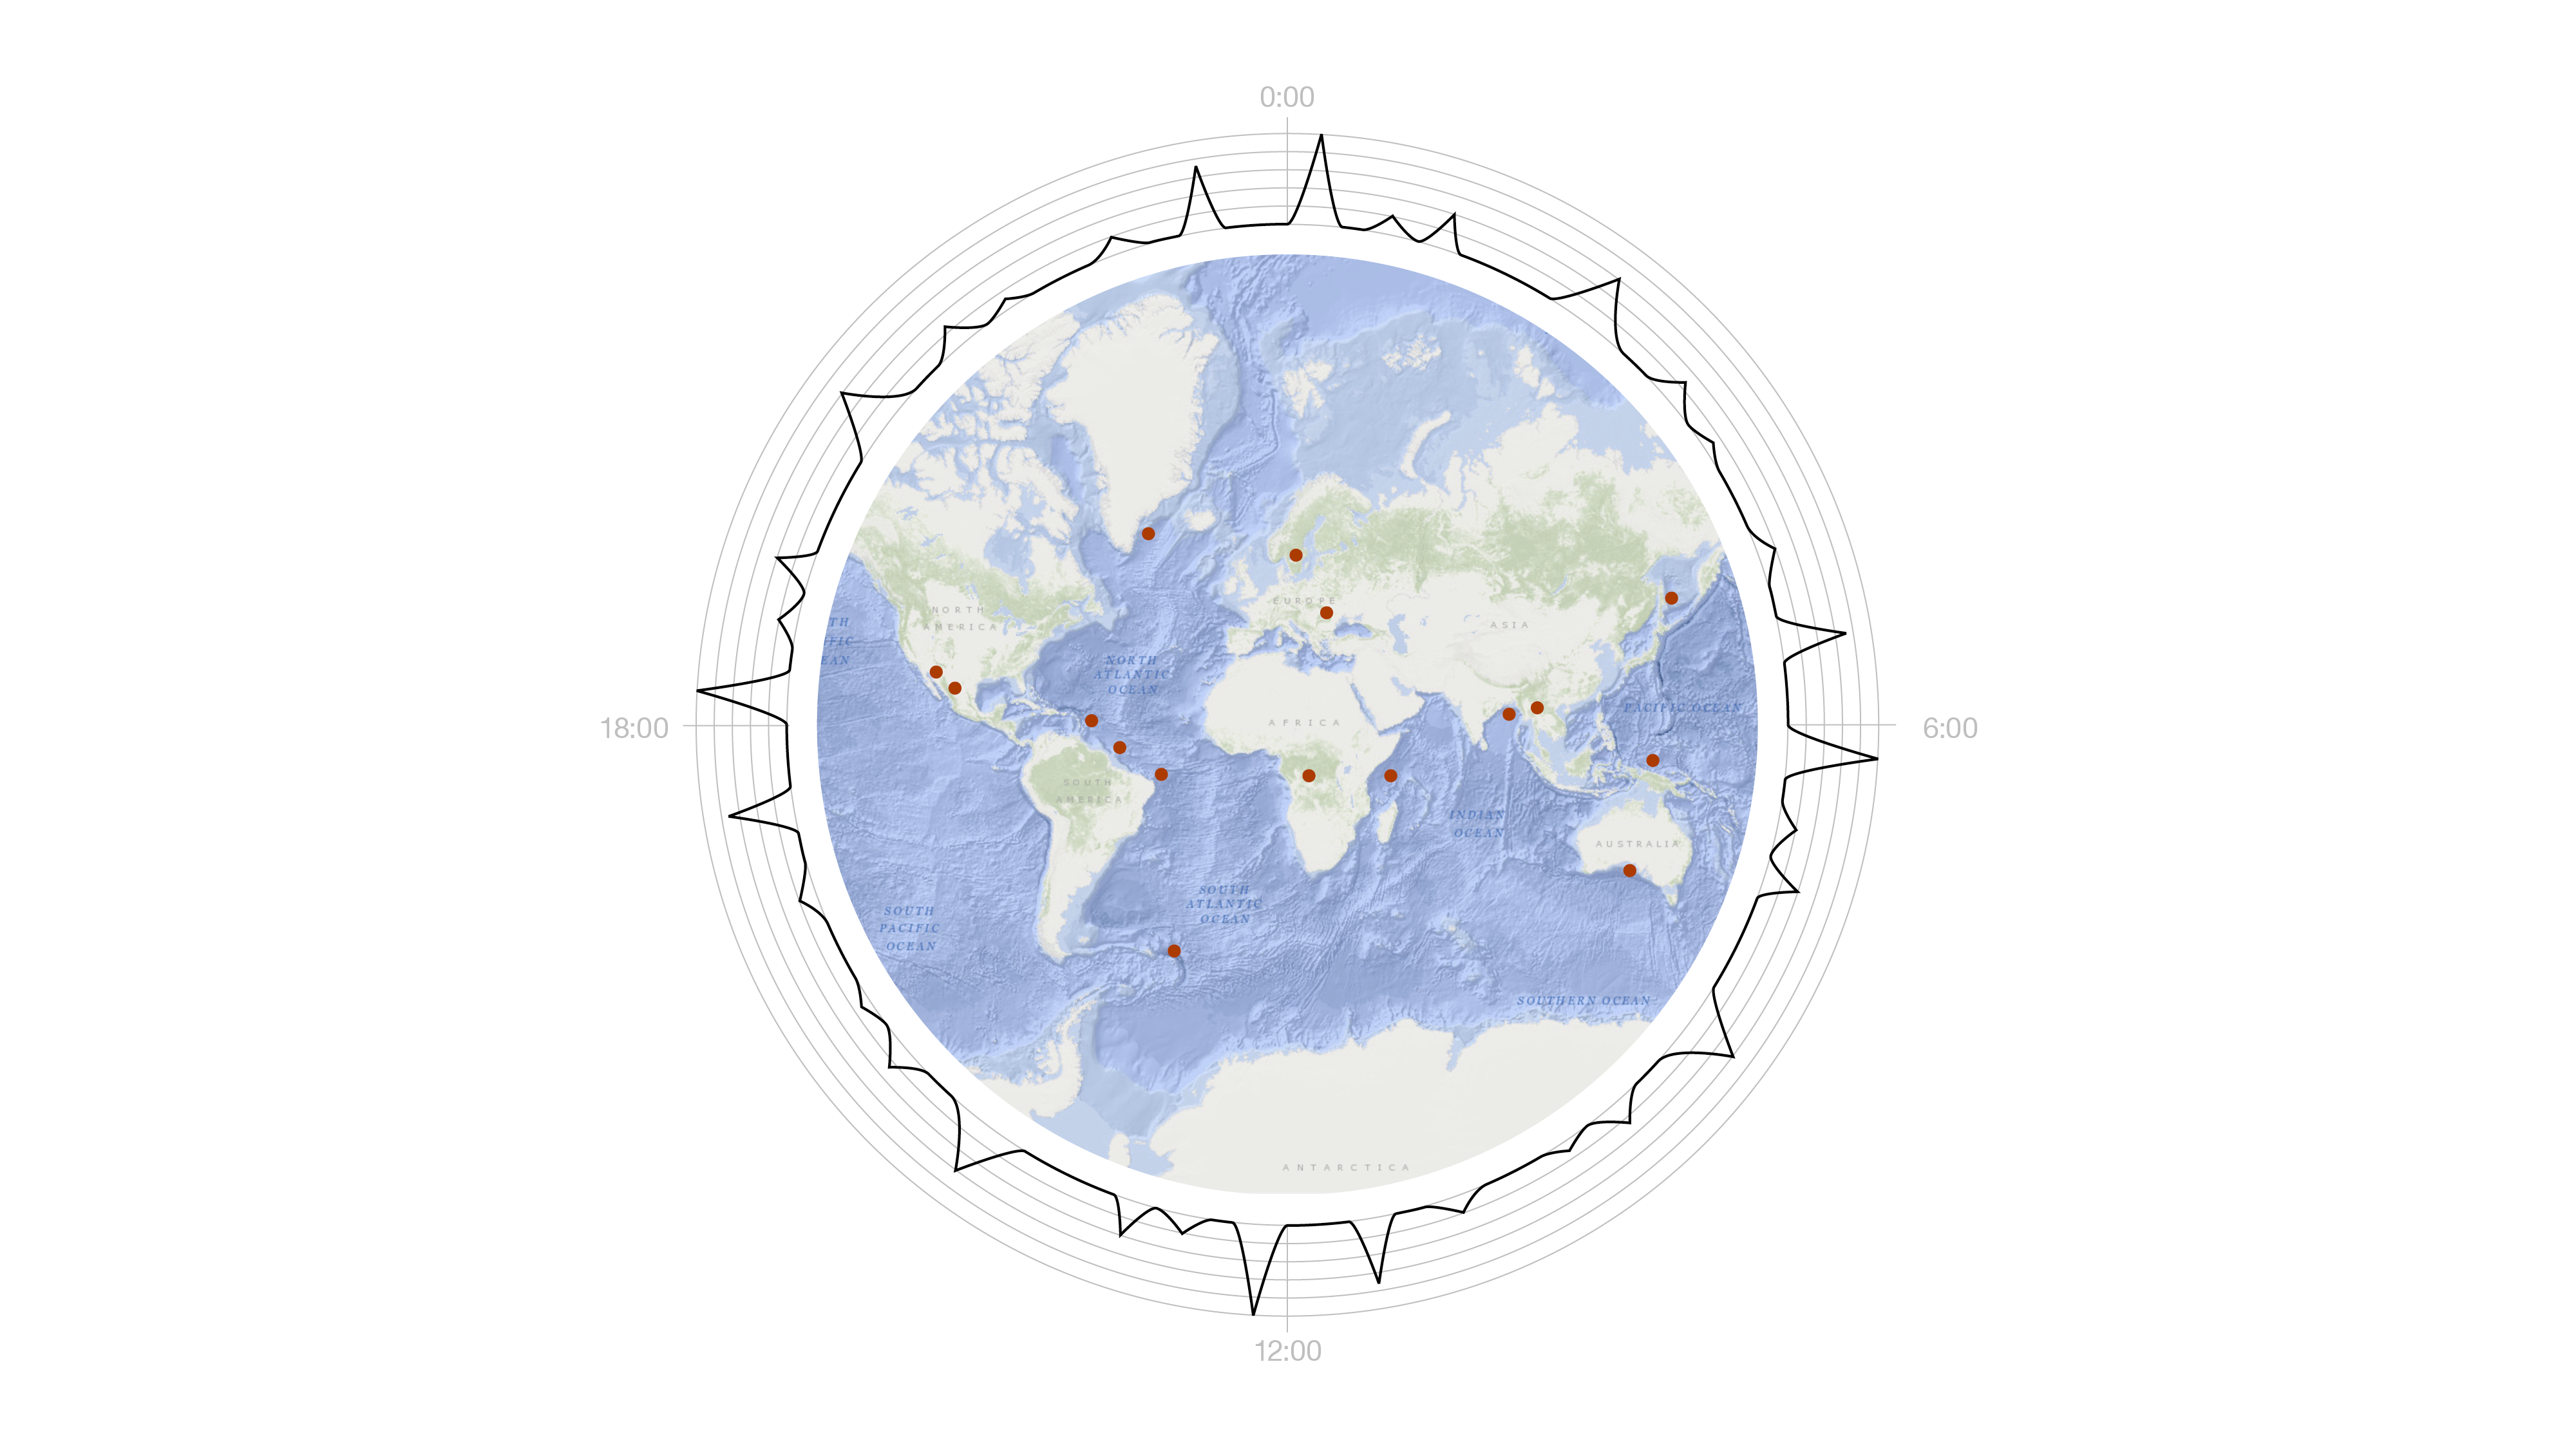 0:00
NORTH
AMERICA
EUROPE
ASIA
TH
FIC
EAN
NORTH
ATLANTIC
OCEAN
18:00
AFRICA
PACIFIC OCEAN
6:00
SOUTH
AMERICA
INDIAN
OCEAN
AUSTRALIA
SOUTH
ATLANTIC
OCEAN
SOUTH
PACIFIC
OCEAN
SOUTHERN OCEAN
ANTARCTICA
12:00